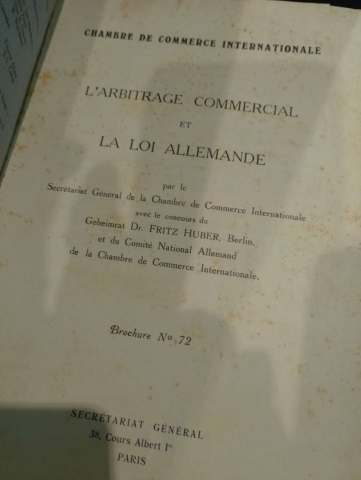 CHAMBRE DE COMMERCE INTERNATIONALE
L'ARBITRAGE COMMERCIAL
ET
LA LOI ALLEMANDE
par le
Secrétariat Général de la Chambre de Commerce Internationale
avec le concours du
Geheimrat Dr. FRITZ HUBER, Berlin,
et du Comité National Allemand
de la Chambre de Commerce Internationale.
Brochure No. 72
SECRÉTARIAT GÉNÉRAL
38, Cours Albert Ier
PARIS